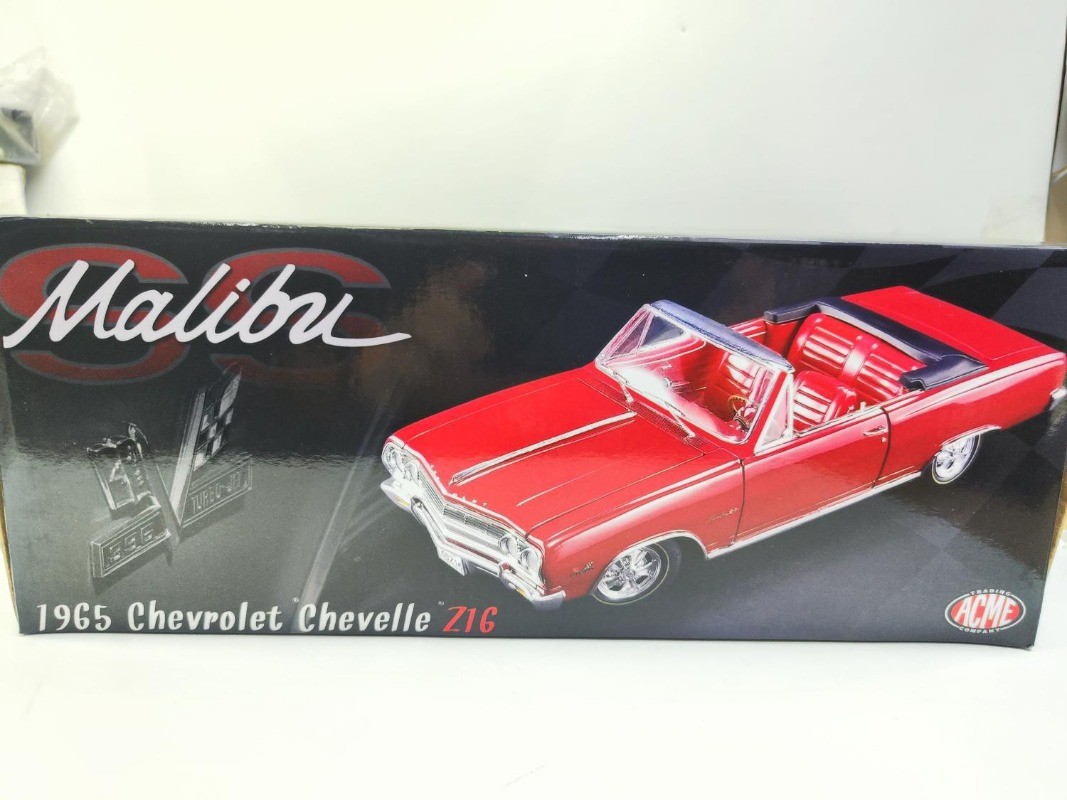 SS
Malibu
396
TURBO-JET
1965 Chevrolet "Chevelle" Z16
TRADING
ACME
COMPANY